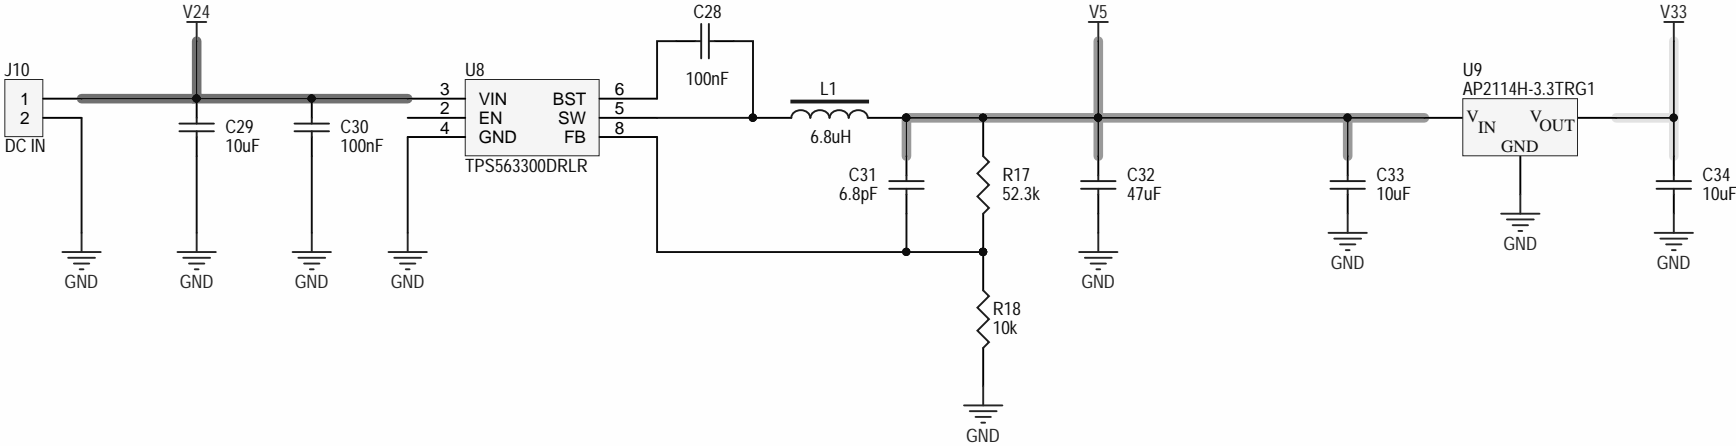 V24
C28
V5
V33
J10
U8
100nF
L1
U9
AP2114H-3.3TRG1
1
2
DC IN
3
2
4
VIN
EN
GND
BST
SW
FB
6
5
8
TPS563300DRLR
C29
10uF
C30
100nF
6.8uH
C31
6.8pF
R17
52.3k
C32
47uF
C33
10uF
VIN
VOUT
GND
C34
10uF
GND
GND
GND
GND
GND
GND
GND
GND
R18
10k
GND